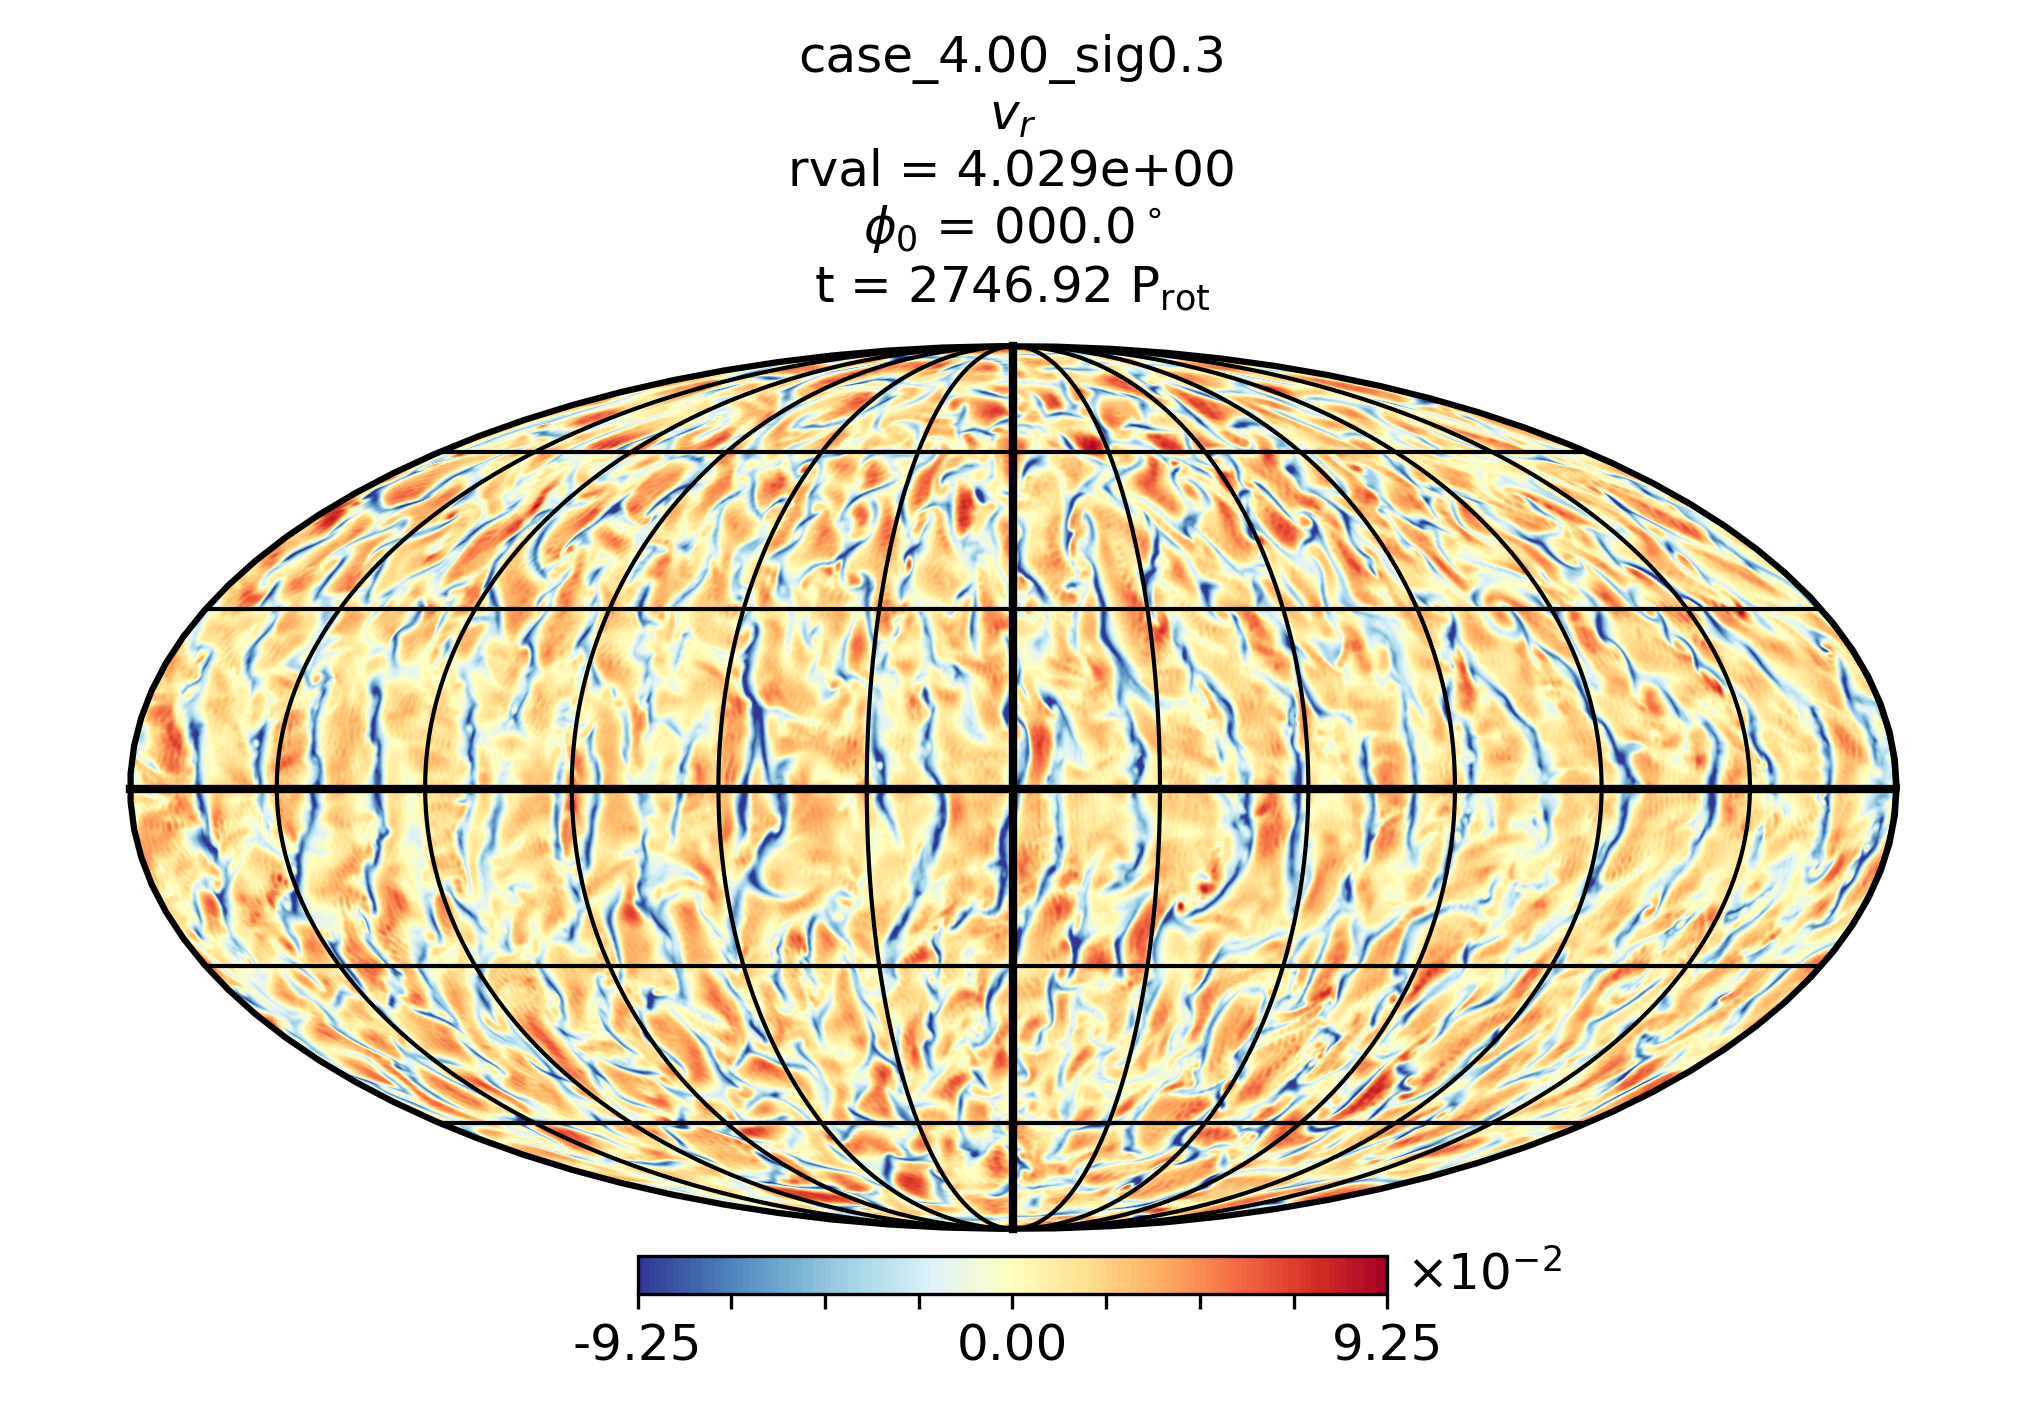 case_4.00_sig0.3
v_r
rval = 4.029e+00
ϕ₀ = 000.0°
t = 2746.92 P_rot
×10⁻²
-9.25 0.00 9.25